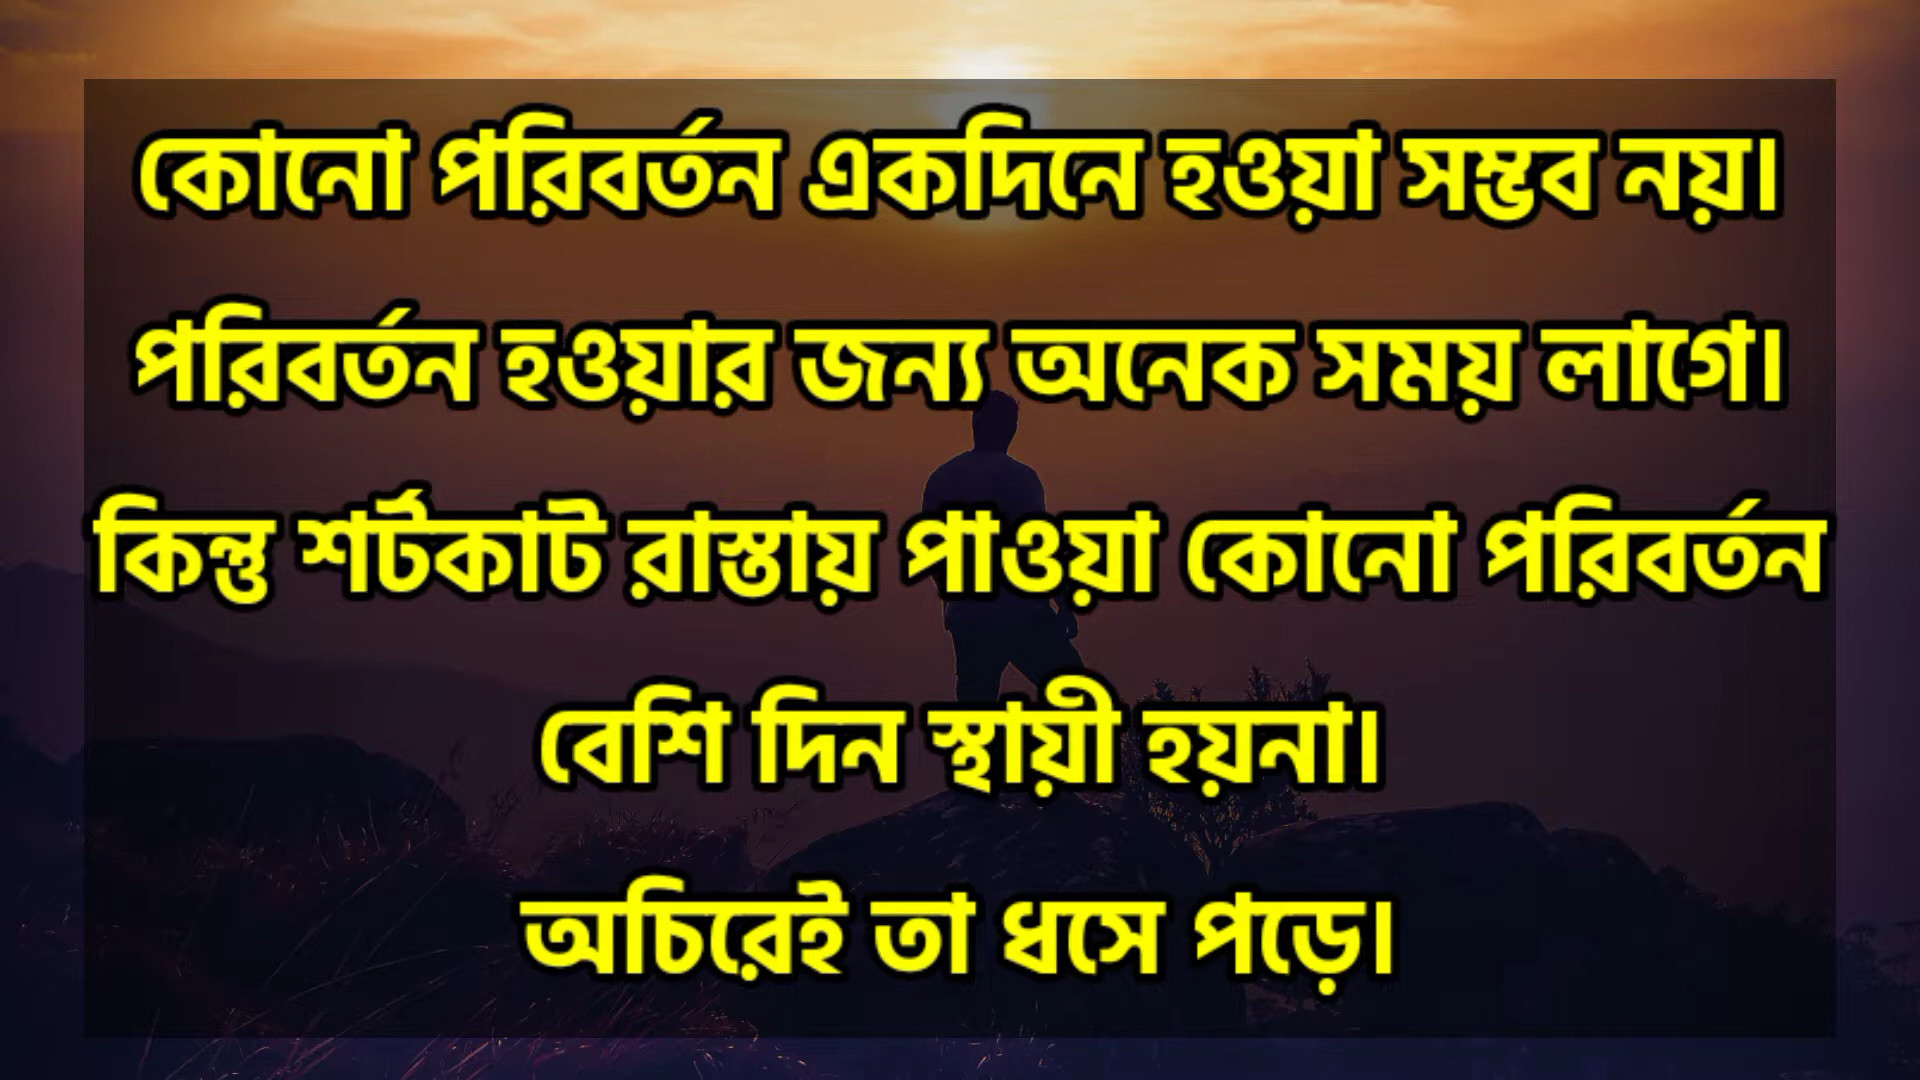 কোনো পরিবর্তন একদিনে হওয়া সম্ভব নয়।
পরিবর্তন হওয়ার জন্য অনেক সময় লাগে।
কিন্তু শর্টকাট রাস্তায় পাওয়া কোনো পরিবর্তন
বেশি দিন স্থায়ী হয়না।
অচিরেই তা ধসে পড়ে।